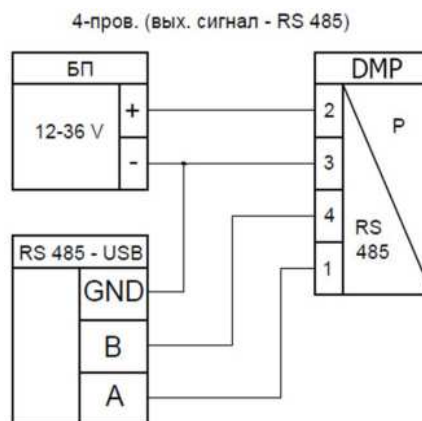 4-пров. (вых. сигнал - RS 485)
БП
12-36 V
+
-
RS 485 - USB
GND
B
A
DMP
2
3
4
1
P
RS
485